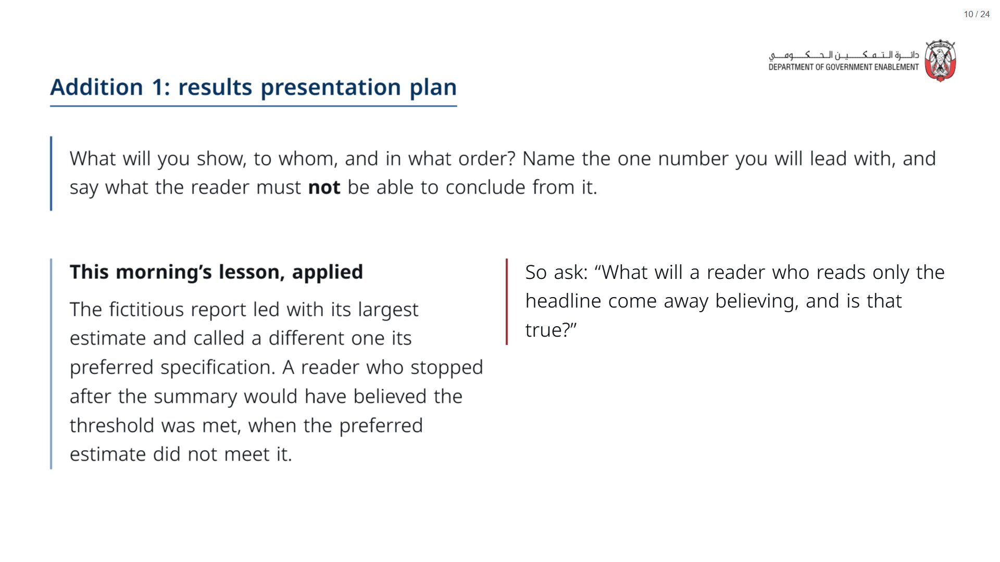 10 / 24
دائرة التمكين الحكومي
DEPARTMENT OF GOVERNMENT ENABLEMENT
Addition 1: results presentation plan
What will you show, to whom, and in what order? Name the one number you will lead with, and
say what the reader must not be able to conclude from it.
This morning’s lesson, applied
The fictitious report led with its largest
estimate and called a different one its
preferred specification. A reader who stopped
after the summary would have believed the
threshold was met, when the preferred
estimate did not meet it.
So ask: “What will a reader who reads only the
headline come away believing, and is that
true?”